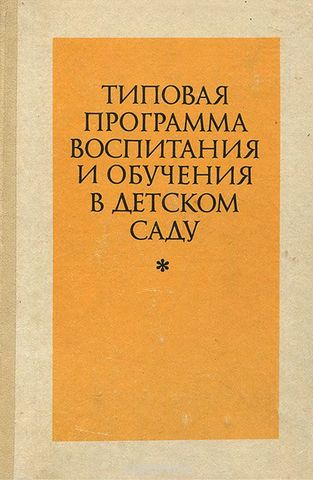 ТИПОВАЯ
ПРОГРАММА
ВОСПИТАНИЯ
И ОБУЧЕНИЯ
В ДЕТСКОМ
САДУ
*